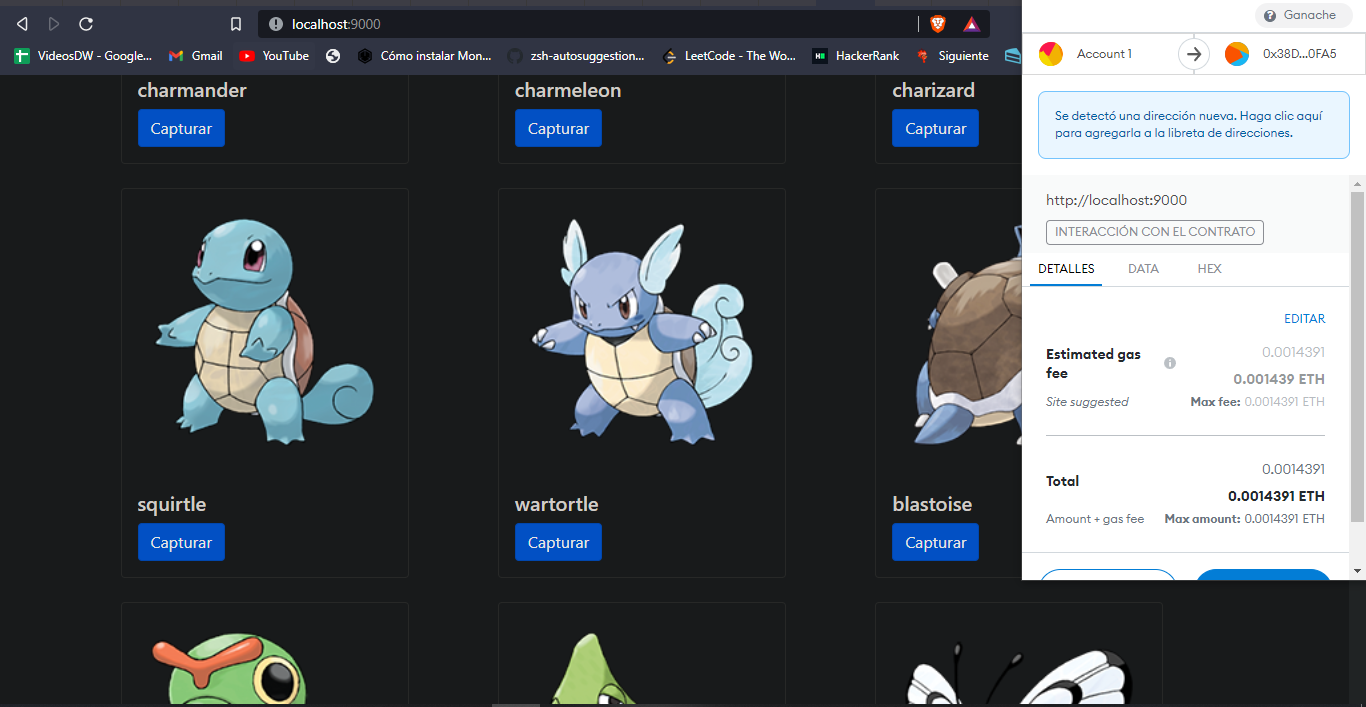 localhost:9000
VideosDW - Google...
Gmail
YouTube
Cómo instalar Mon...
zsh-autosuggestion...
LeetCode - The Wo...
HackerRank
Siguiente
charmander
Capturar
charmeleon
Capturar
charizard
Capturar
squirtle
Capturar
wartortle
Capturar
blastoise
Capturar
Ganache
Account 1
0x38D...0FA5
Se detectó una dirección nueva. Haga clic aquí
para agregarla a la libreta de direcciones.
http://localhost:9000
INTERACCIÓN CON EL CONTRATO
DETALLES
DATA
HEX
EDITAR
Estimated gas
fee
0.0014391
0.001439 ETH
Site suggested
Max fee: 0.0014391 ETH
Total
0.0014391
0.0014391 ETH
Amount + gas fee
Max amount: 0.0014391 ETH